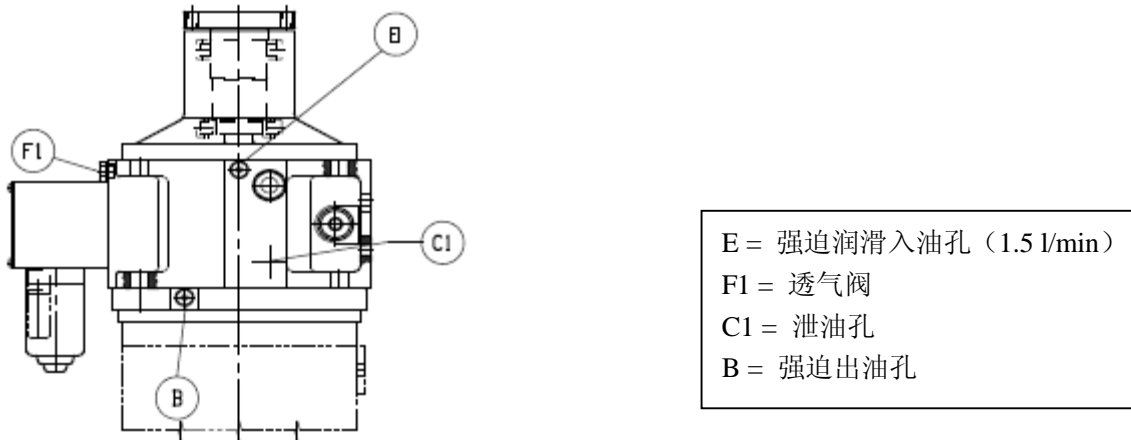 E
F1
C1
B
E = 强迫润滑入油孔（1.5 l/min）
F1 = 透气阀
C1 = 泄油孔
B = 强迫出油孔